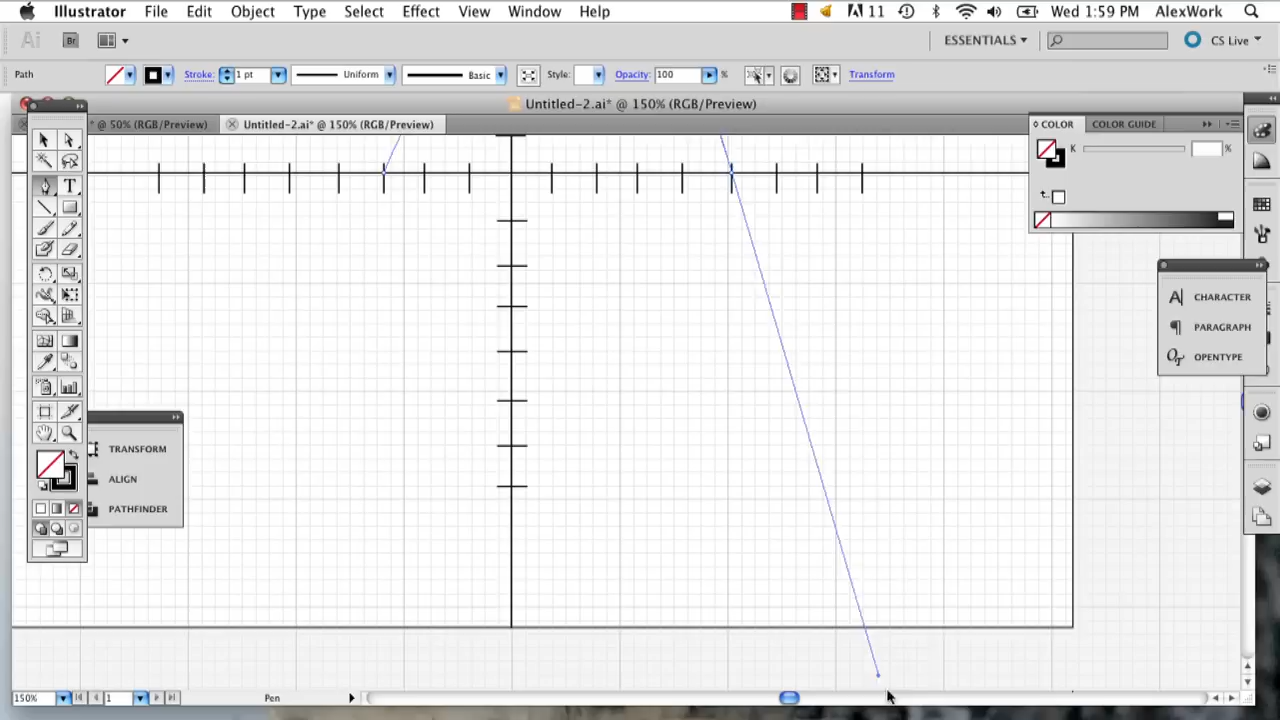 Illustrator File Edit Object Type Select Effect View Window Help 11 Wed 1:59 PM AlexWork
Ai Br ESSENTIALS CS Live
Path Stroke: 1 pt Uniform Basic Style: Opacity: 100 % Transform
Untitled-2.ai* @ 150% (RGB/Preview)
* @ 50% (RGB/Preview) Untitled-2.ai* @ 150% (RGB/Preview)
COLOR COLOR GUIDE
K %
T
CHARACTER
PARAGRAPH
OPENTYPE
TRANSFORM
ALIGN
PATHFINDER
150% 1 Pen